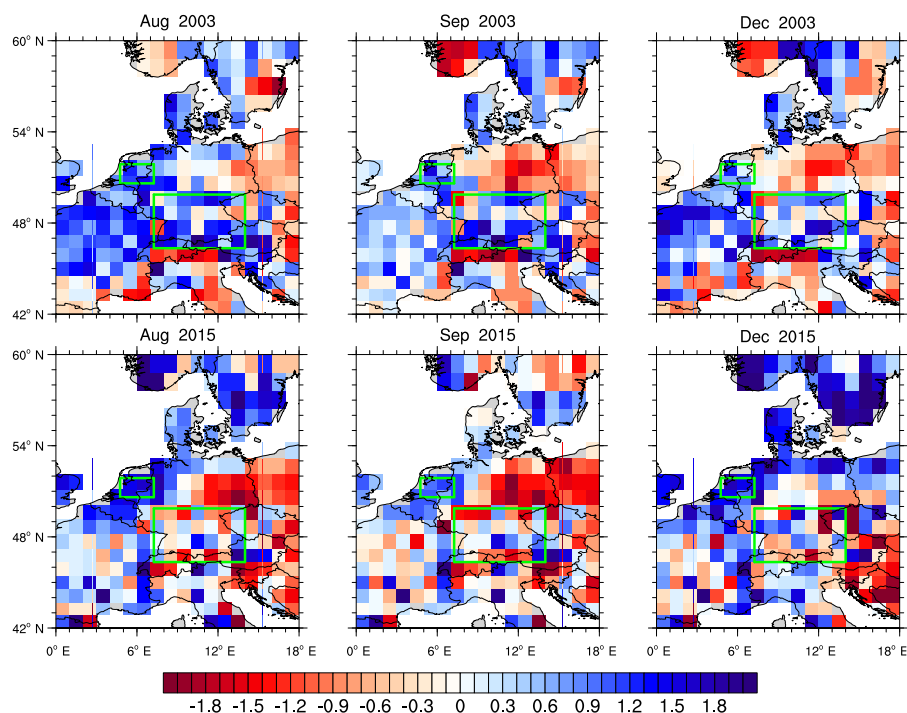 Aug 2003 Sep 2003 Dec 2003
60° N
54° N
48° N
42° N
Aug 2015 Sep 2015 Dec 2015
60° N
54° N
48° N
42° N
0° E 6° E 12° E 18° E 0° E 6° E 12° E 18° E 0° E 6° E 12° E 18° E
-1.8 -1.5 -1.2 -0.9 -0.6 -0.3 0 0.3 0.6 0.9 1.2 1.5 1.8